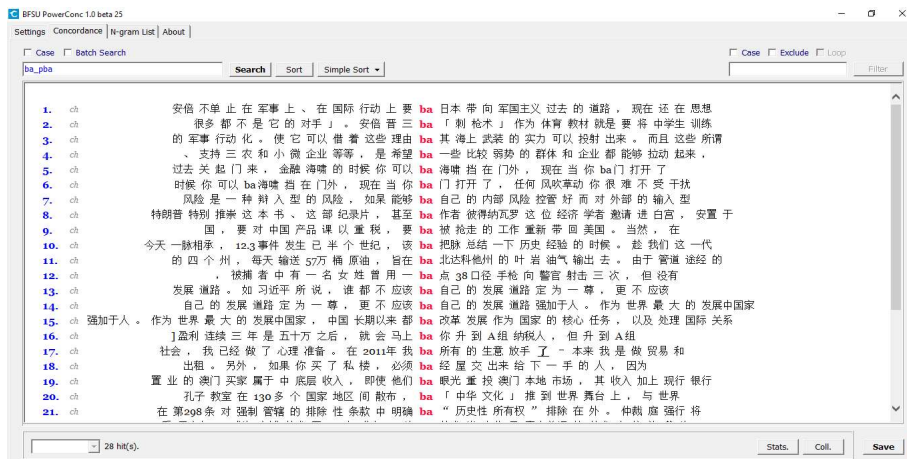 BFSU PowerConc 1.0 beta 25
Settings Concordance N-gram List About
Case Batch Search Case Exclude Loop
ba_pba Search Sort Simple Sort Filter
1. ch 安倍 不单 止 在 军事 上 、 在 国际 行动 上 要 ba 日本 带 向 军国主义 过去 的 道路 , 现在 还 在 思想
2. ch 很多 都 不 是 它 的 对手 」 。 安倍 晋 三 ba 「 刺 枪术 」 作为 体育 教材 就是 要 将 中学生 训练
3. ch 的 军事 行动 化 。 使 它 可以 借 着 这些 理由 ba 其 海上 武装 的 实力 可以 投射 出来 。 而且 这些 所谓
4. ch 、 支持 三 农 和 小 微 企业 等等 , 是 希望 ba 一些 比较 弱势 的 群体 和 企业 都 能够 拉动 起来 ,
5. ch 过去 关 起 门 来 , 金融 海啸 的 时候 你 可以 ba 海啸 挡 在 门外 , 现在 当 你 ba门 打开 了
6. ch 时候 你 可以 ba海啸 挡 在 门外 , 现在 当 你 ba 门 打开 了 , 任何 风吹草动 你 很 难 不 受 干扰
7. ch 风险 是 一 种 辩 入 型 的 风险 , 如果 能够 ba 自己 的 内部 风险 控管 好 而 对 外部 的 输入 型
8. ch 特朗普 特别 推崇 这 本 书 、 这 部 纪录片 , 甚至 ba 作者 彼得纳瓦罗 这 位 经济 学者 邀请 进 白宫 , 安置 于
9. ch 国 , 要 对 中国 产品 课 以 重税 , 要 ba 被 抢走 的 工作 重新 带 回 美国 。 当然 , 在
10. ch 今天 一脉相承 , 12.3 事件 发生 已 半 个 世纪 , 该 ba 把脉 总结 一下 历史 经验 的 时候 。 趁 我们 这 一代
11. ch 的 四 个 州 , 每天 输送 57万 桶 原油 , 旨在 ba 北达科他州 的 叶 岩 油气 输出 去 。 由于 管道 途经 的
12. ch , 被捕 者 中 有 一 名 女 姓 曾 用 一 ba 点 38 口径 手枪 向 警官 射击 三 次 , 但 没有
13. ch 发展 道路 。 如 习近平 所 说 , 谁 都 不 应该 ba 自己 的 发展 道路 定 为 一 尊 , 更 不 应该
14. ch 自己 的 发展 道路 定 为 一 尊 , 更 不 应该 ba 自己 的 发展 道路 强加于人 。 作为 世界 最 大 的 发展中国家
15. ch 强加于人 。 作为 世界 最 大 的 发展中国家 , 中国 长期以来 都 ba 改革 发展 作为 国家 的 核心 任务 , 以及 处理 国际 关系
16. ch ]盈利 连续 三 年 是 五十万 之后 , 就 会 马上 ba 你 升 到 A组 纳税人 , 但 升 到 A组
17. ch 社会 , 我 已经 做 了 心理 准备 。 在 2011年 我 ba 所有 的 生意 放手 了 - 本来 我 是 做 贸易 和
18. ch 出租 。 另外 , 如果 你 买 了 私 楼 , 必须 ba 经 屋 交 出来 给 下 一 手 的 人 , 因为
19. ch 置 业 的 澳门 买家 属于 中 底层 收入 , 即使 他们 ba 眼光 重 投 澳门 本地 市场 , 其 收入 加上 现行 银行
20. ch 孔子 教室 在 130多 个 国家 地区 间 散布 , ba 「 中华 文化 」 推 到 世界 舞台 上 , 与 世界
21. ch 在 第298条 对 强制 管辖 的 排除 性 条款 中 明确 ba “ 历史性 所有权 ” 排除 在 外 。 仲裁 庭 强行 将
28 hit(s). Stats. Coll. Save